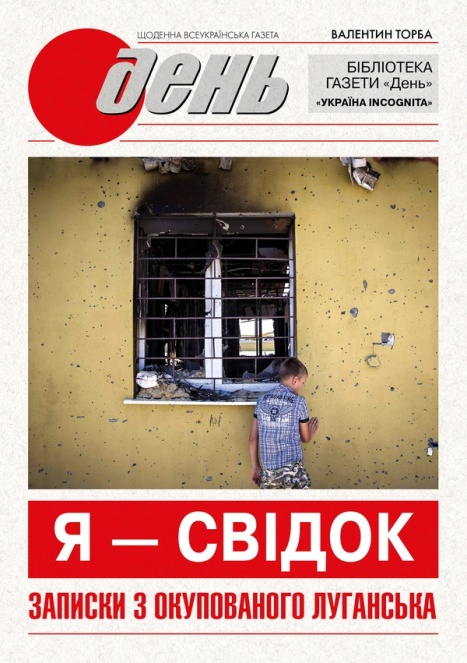 ЩОДЕННА ВСЕУКРАЇНСЬКА ГАЗЕТА
день
ВАЛЕНТИН ТОРБА
БІБЛІОТЕКА
ГАЗЕТИ «День»
«УКРАЇНА INCOGNITA»
Я — СВІДОК
ЗАПИСКИ З ОКУПОВАНОГО ЛУГАНСЬКА